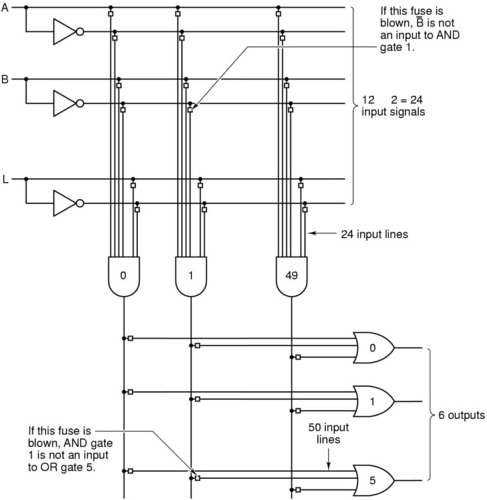 A
If this fuse is
blown, B̅ is not
an input to AND
gate 1.
B
12 2 = 24
input signals
L
24 input lines
0 1 49
0
1
6 outputs
If this fuse is
blown, AND gate
1 is not an input
to OR gate 5.
50 input
lines
5